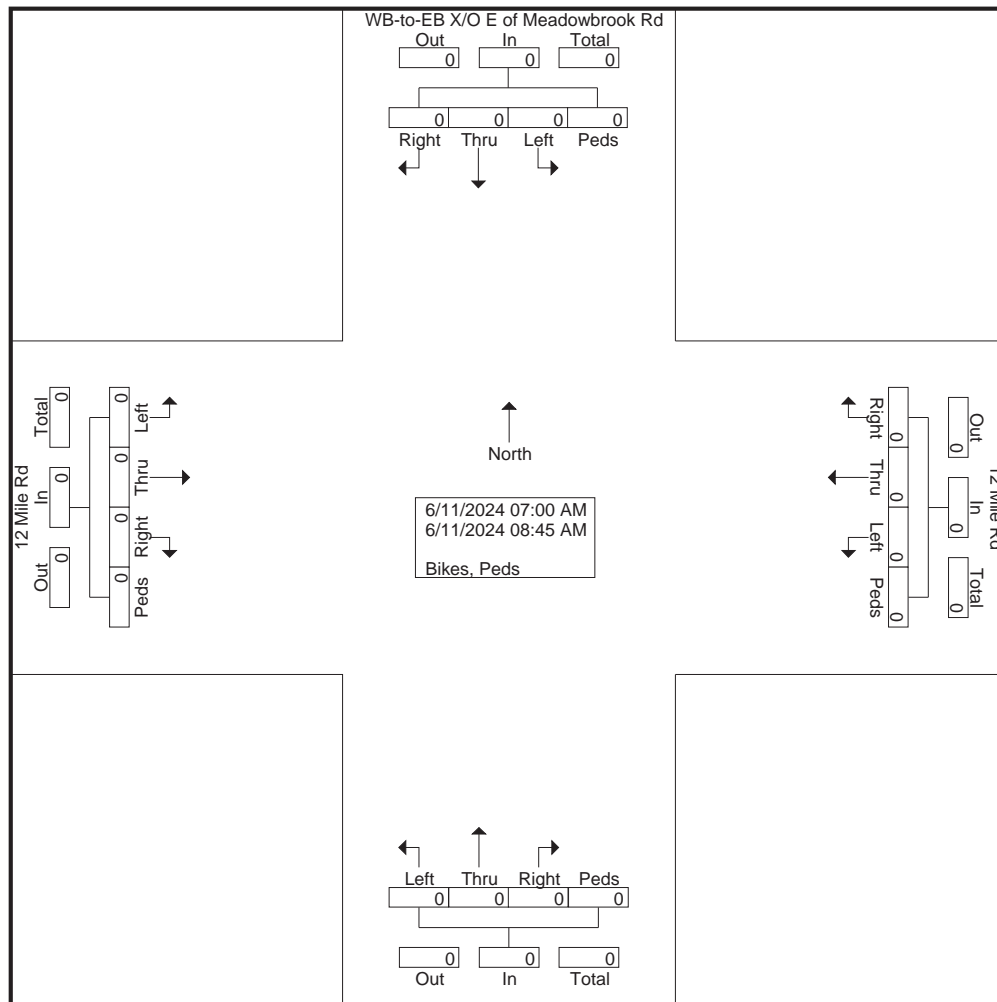 WB-to-EB X/O E of Meadowbrook Rd
Out In Total
0 0 0
0 0 0 0
Right Thru Left Peds
12 Mile Rd
Total In Out
0 0 0
0 0 0 0
Left Thru Right Peds
North
6/11/2024 07:00 AM
6/11/2024 08:45 AM
Bikes, Peds
Right Thru Left Peds
0 0 0 0
Out In Total
0 0 0
12 Mile Rd
Left Thru Right Peds
0 0 0 0
0 0 0
Out In Total